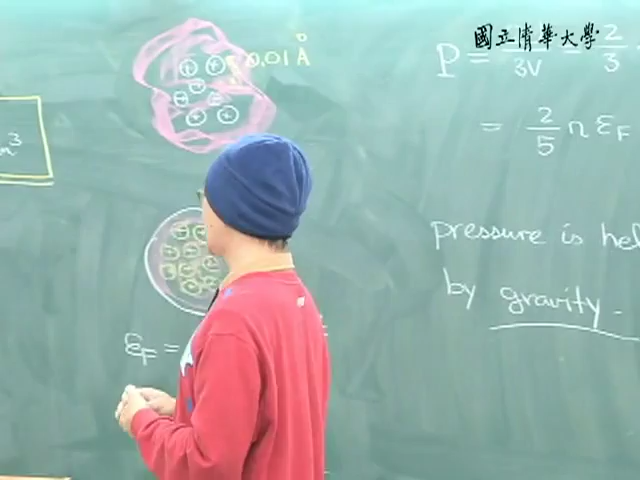 國立清華大學
0.01 Å
P = /3V = 2/3
= 2/5 n εF
pressure is hel
by gravity.
εF =